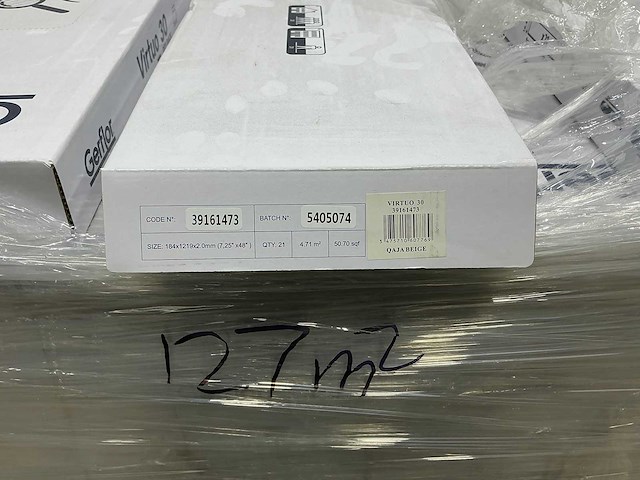 Virtuo 30
Gerflor
CODE N°: 39161473 BATCH N°: 5405074
SIZE: 184x1219x2.0mm (7.25" x48") QTY. 21 4.71 m² 50.70 sqf
VIRTUO 30
39161473
QAJA BEIGE
127m²